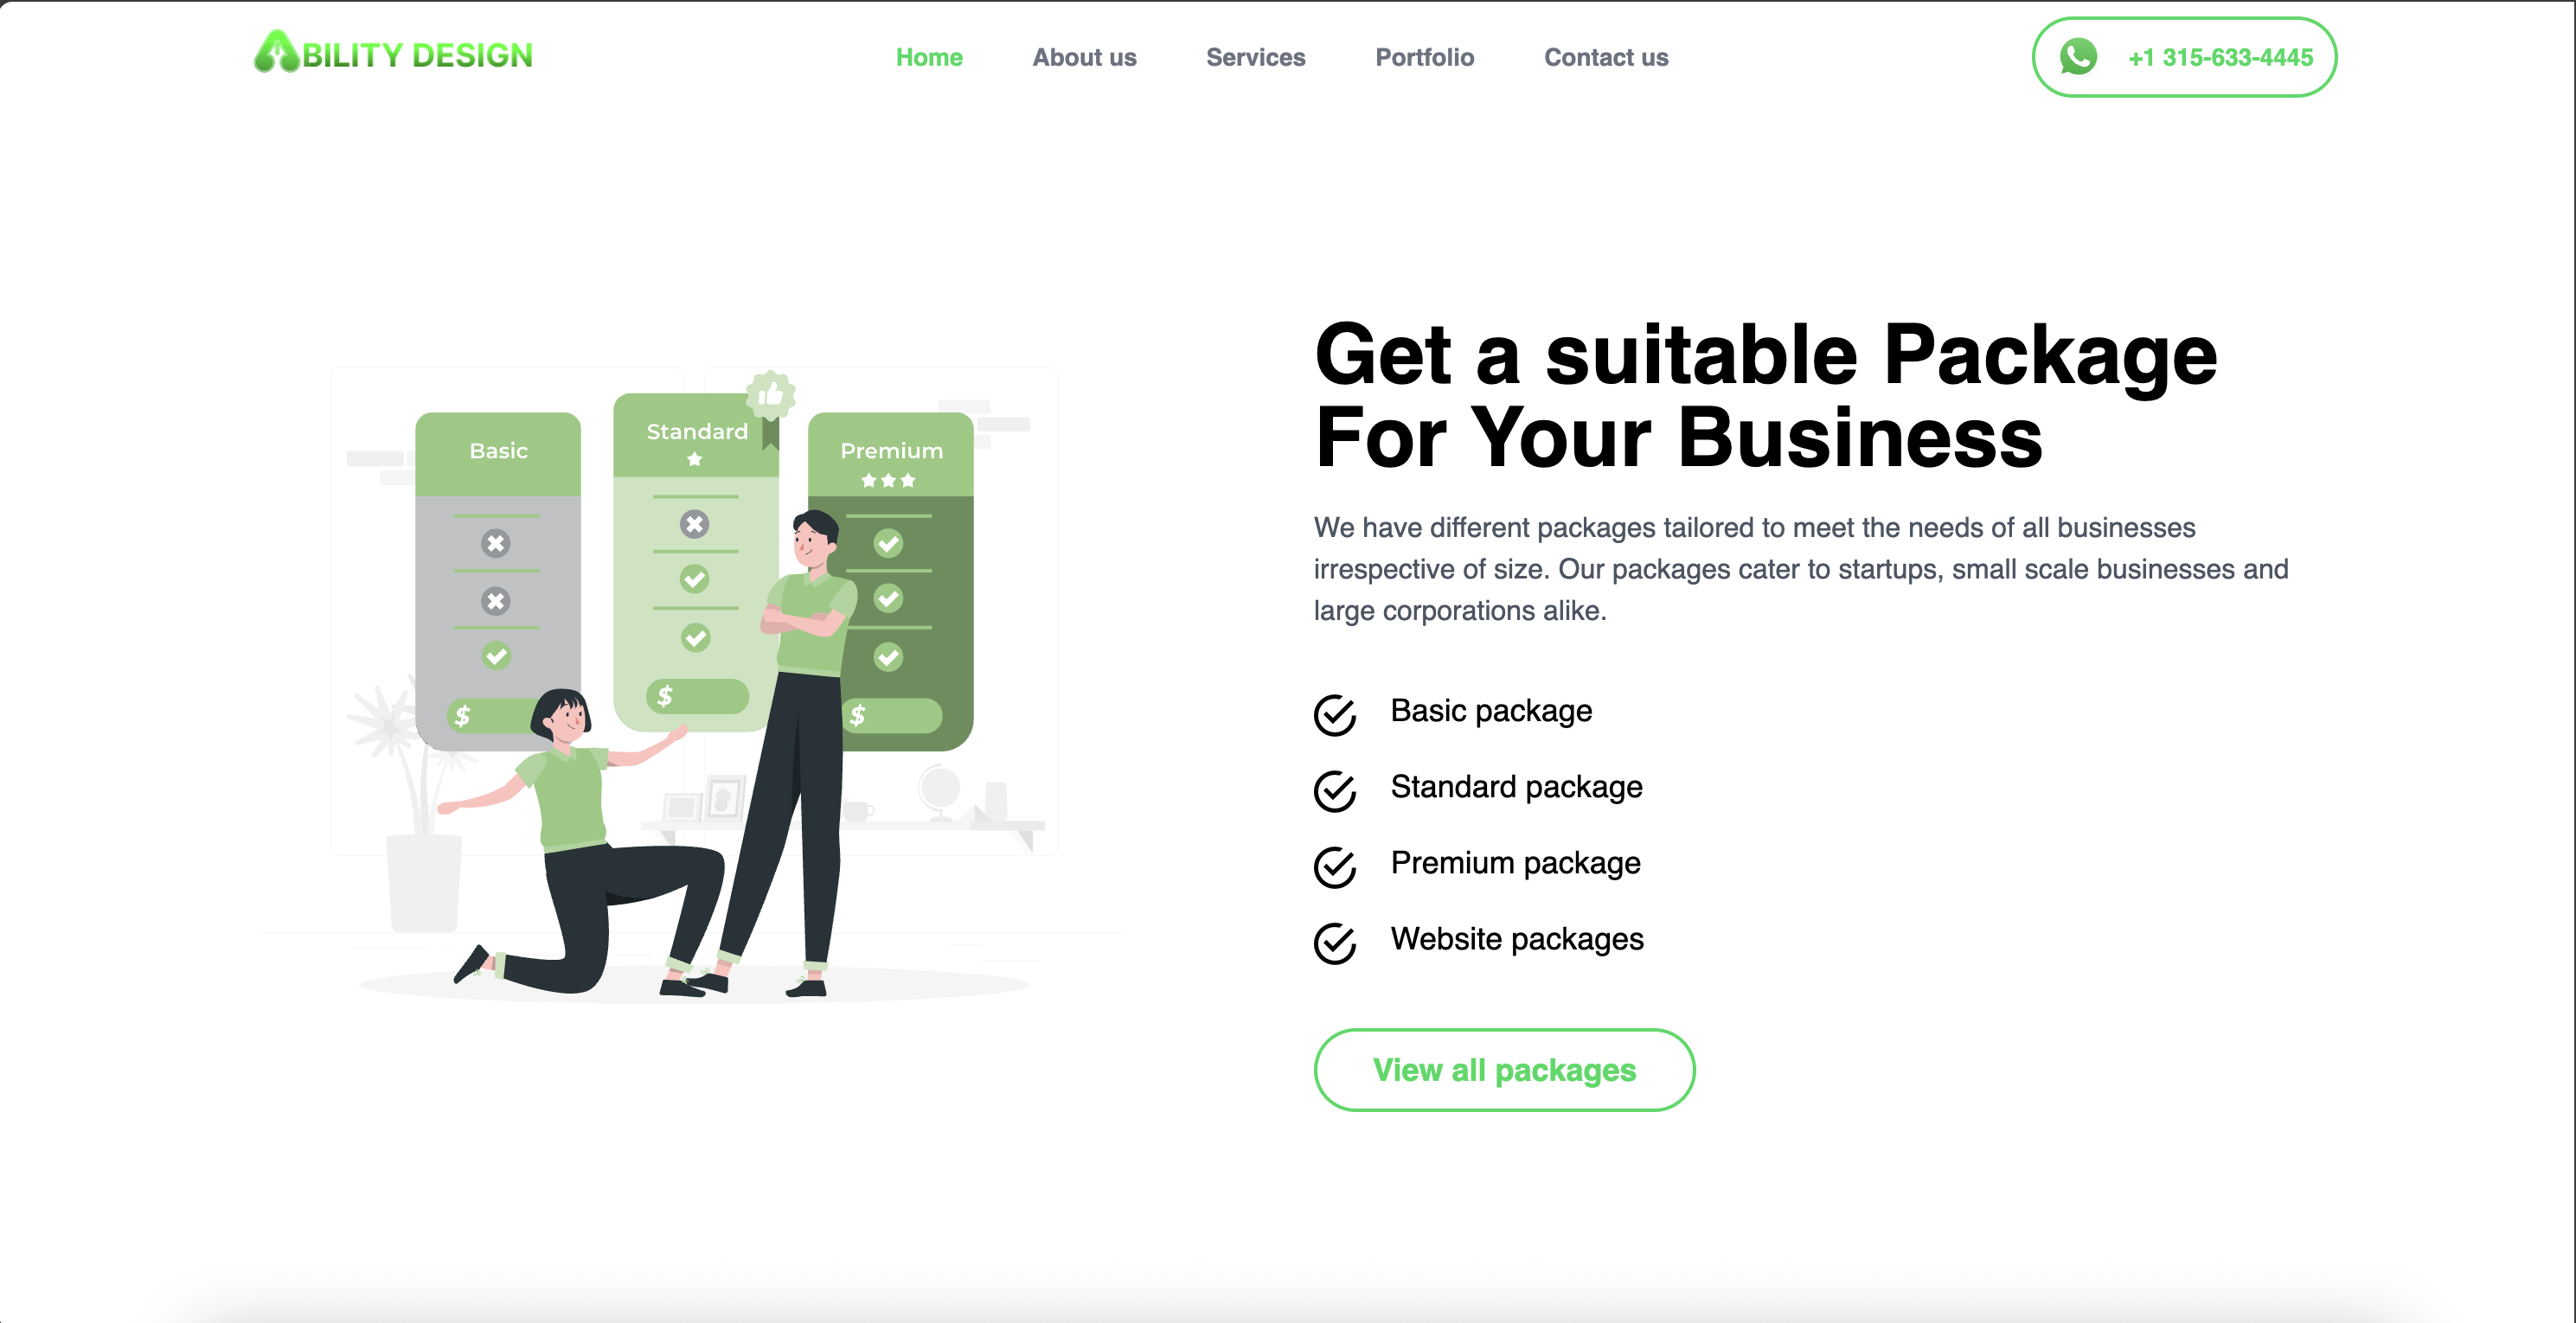 ABILITY DESIGN
Home
About us
Services
Portfolio
Contact us
+1 315-633-4445
Basic
Standard
Premium
$
$
$
Get a suitable Package
For Your Business
We have different packages tailored to meet the needs of all businesses
irrespective of size. Our packages cater to startups, small scale businesses and
large corporations alike.
Basic package
Standard package
Premium package
Website packages
View all packages